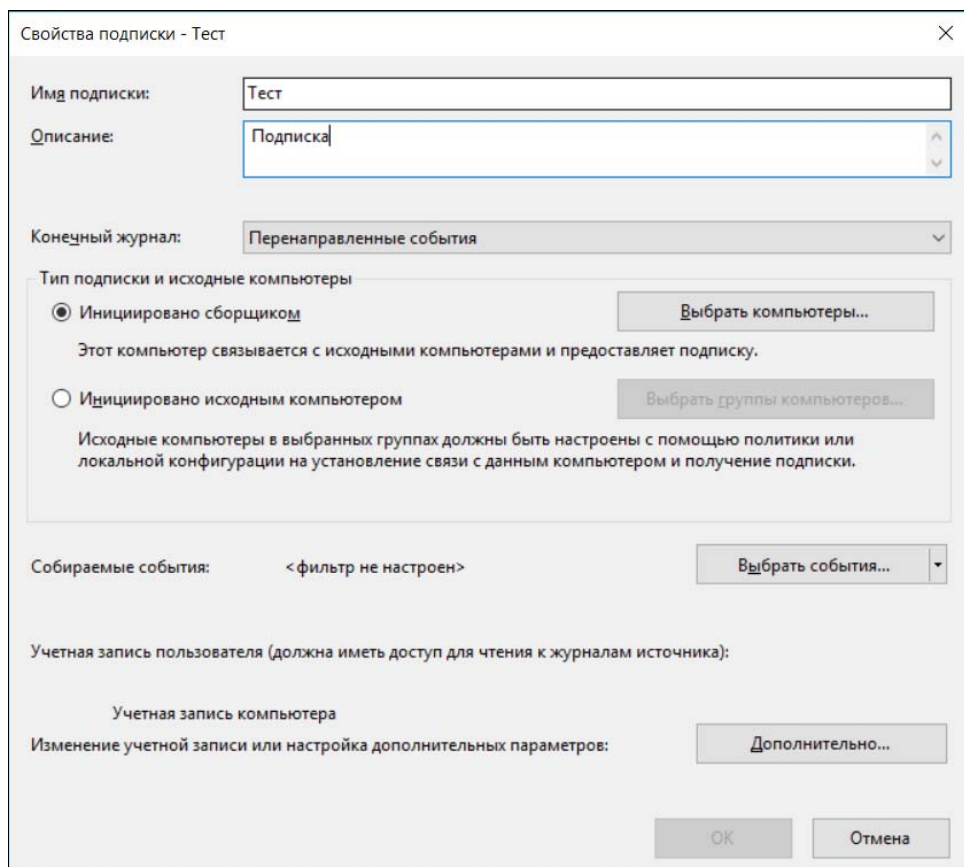 Свойства подписки - Тест
Имя подписки: Тест
Описание: Подписка
Конечный журнал: Перенаправленные события
Тип подписки и исходные компьютеры
Инициировано сборщиком Выбрать компьютеры...
Этот компьютер связывается с исходными компьютерами и предоставляет подписку.
Инициировано исходным компьютером Выбрать группы компьютеров...
Исходные компьютеры в выбранных группах должны быть настроены с помощью политики или
локальной конфигурации на установление связи с данным компьютером и получение подписки.
Собираемые события: <фильтр не настроен> Выбрать события...
Учетная запись пользователя (должна иметь доступ для чтения к журналам источника):
Учетная запись компьютера
Изменение учетной записи или настройка дополнительных параметров: Дополнительно...
ОК Отмена